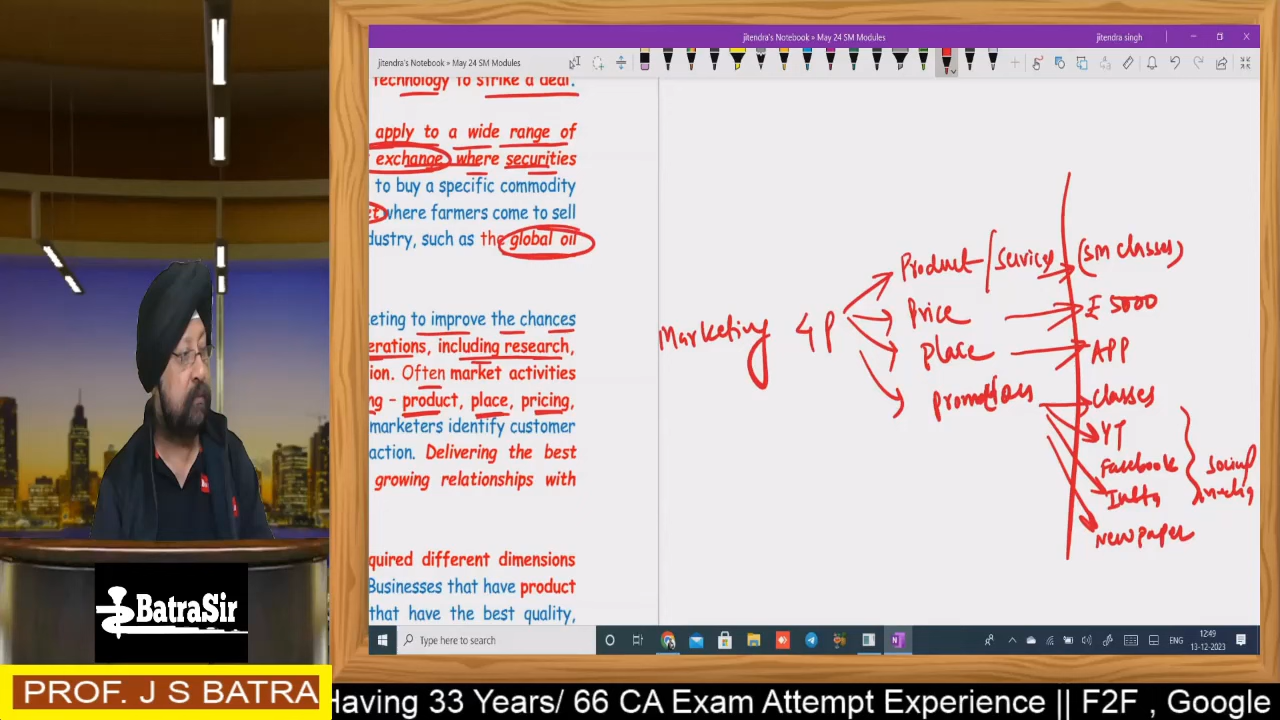 jitendra's Notebook » May 24 SM Modules
jitendra singh
jitendra's Notebook » May 24 SM Modules
technology to strike a deal.
apply to a wide range of
exchange where securities
to buy a specific commodity
et where farmers come to sell
dustry, such as the global oil
keting to improve the chances
erations, including research,
ion. Often market activities
ng – product, place, pricing,
marketers identify customer
action. Delivering the best
growing relationships with
quired different dimensions
Businesses that have product
that have the best quality,
Marketing 4P
Product / Services (SM classes)
Price 5000
place APP
promotions classes
YT
Facebook
Insta
Newpaper
social
BatraSir
PROF. J S BATRA
Having 33 Years/ 66 CA Exam Attempt Experience || F2F , Google
Type here to search
ENG
12:49
13-12-2023